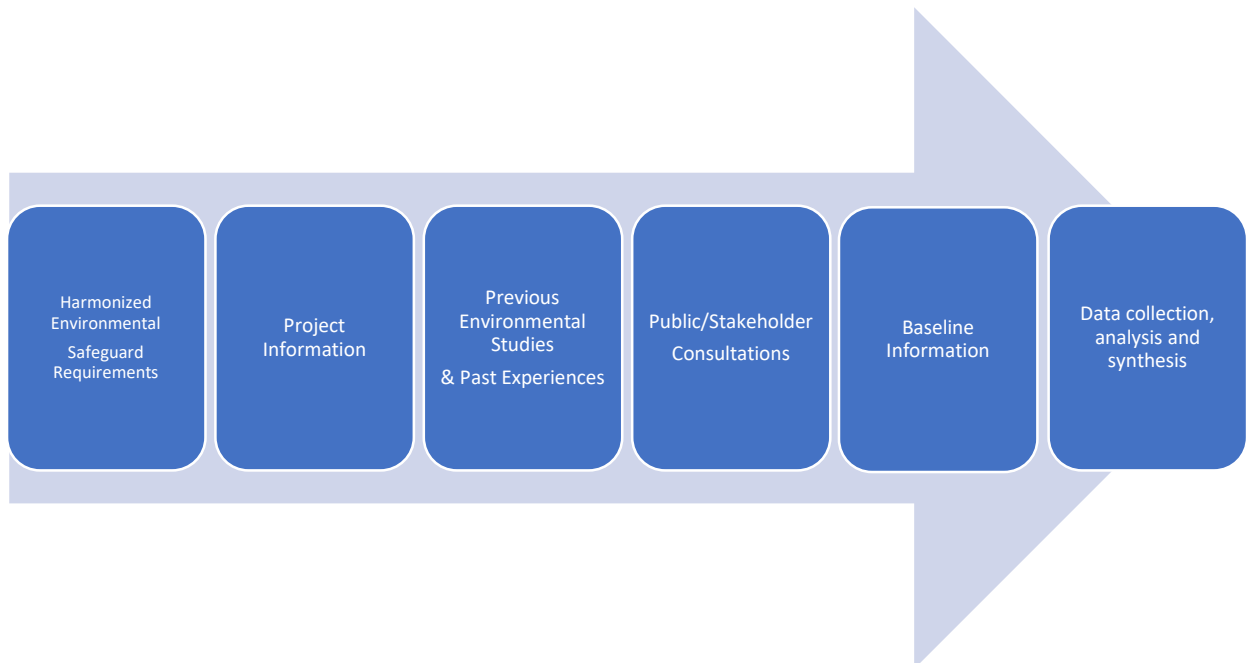 Harmonized
Environmental
Safeguard
Requirements
Project
Information
Previous
Environmental
Studies
& Past Experiences
Public/Stakeholder
Consultations
Baseline
Information
Data collection,
analysis and
synthesis